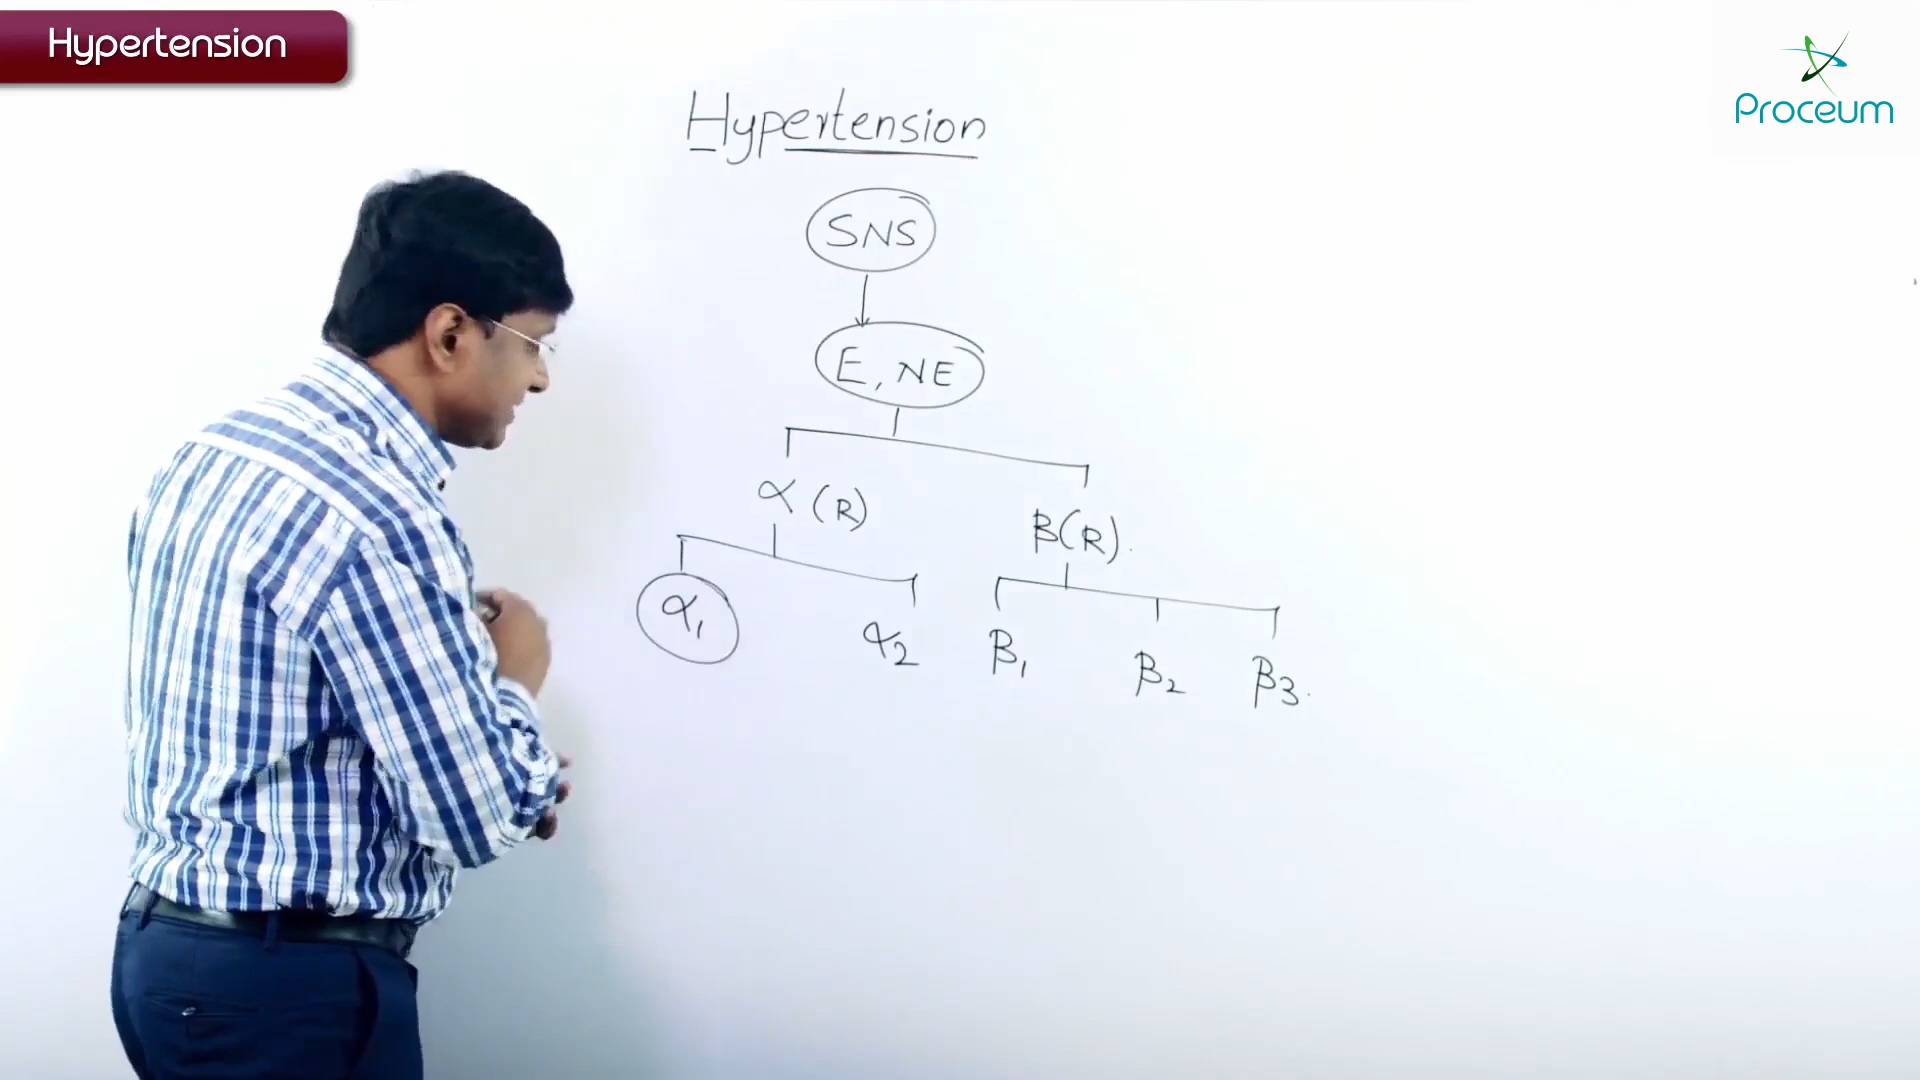 Hypertension
Proceum
Hypertension
SNS
E, NE
α (R)
β(R).
α₁
α₂
β₁
β₂
β3.